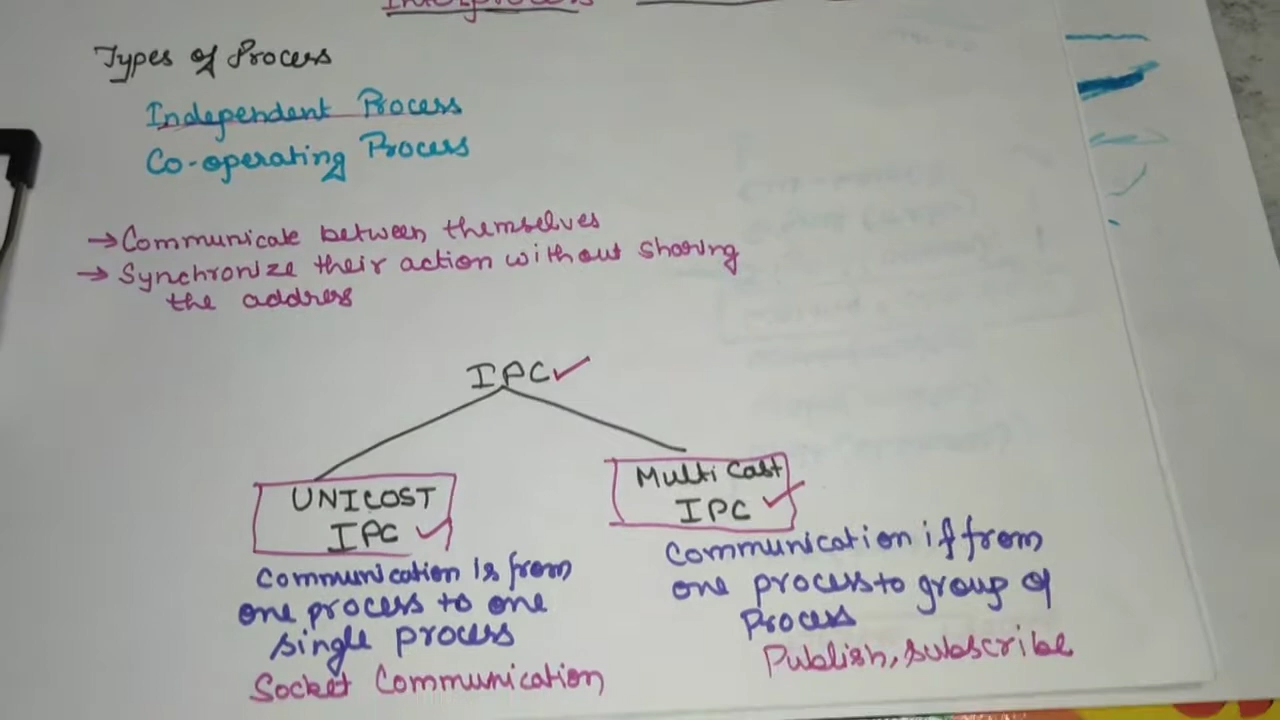 Types of Process
Independent Process
Co-operating Process
→ Communicate between themselves
→ Synchronize their action without sharing
the address
IPC ✓
UNICOST
IPC ✓
Multi Cast
IPC ✓
Communication is from
one process to one
single process
Socket Communication
Communication if from
one process to group of
Process
Publish, subscribe